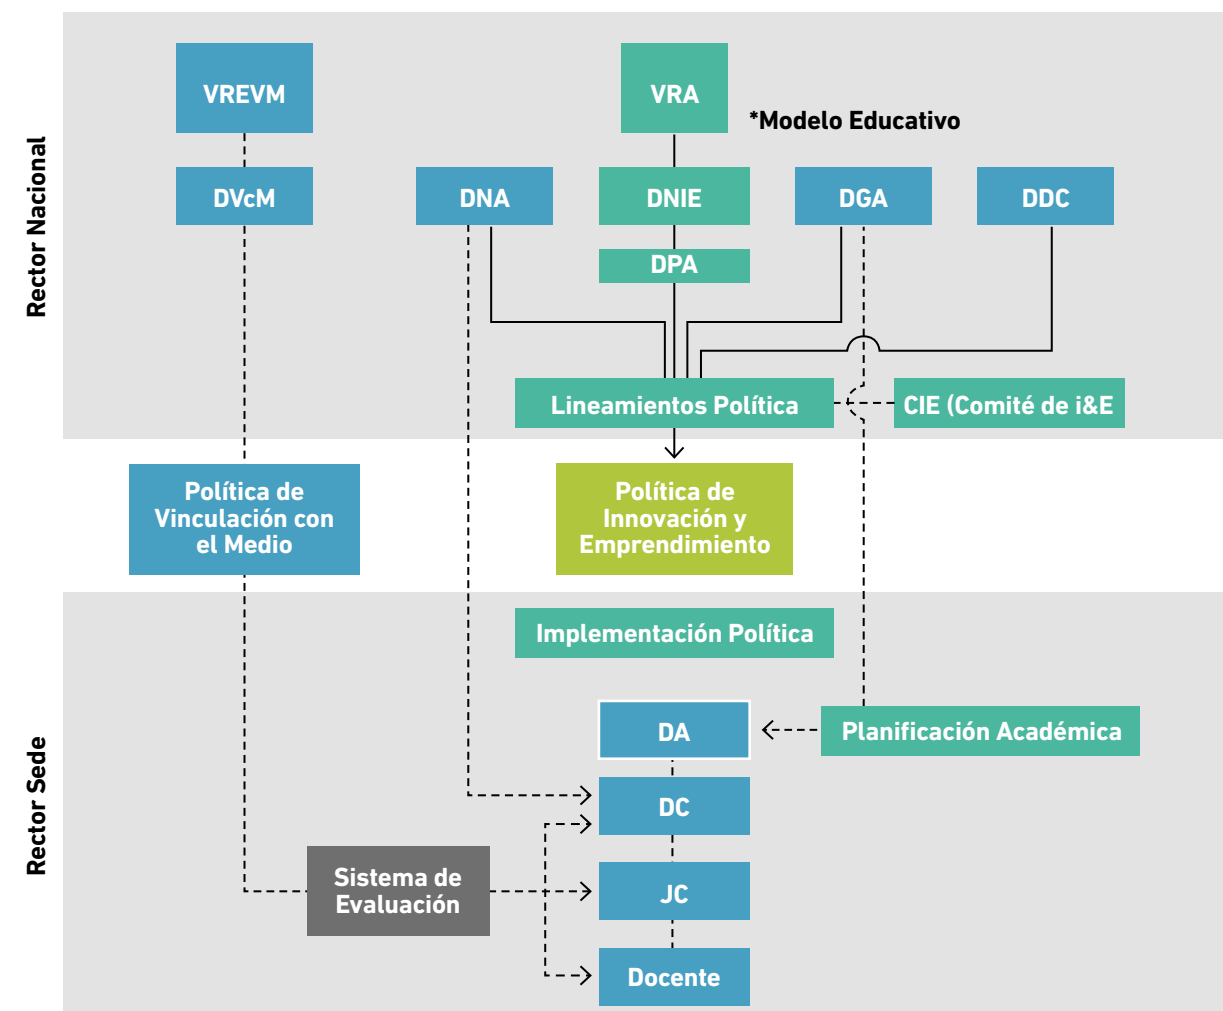 Rector Nacional
VREVM
VRA
*Modelo Educativo
DVcM
DNA
DNIE
DGA
DDC
DPA
Lineamientos Política
CIE (Comité de i&E
Política de
Vinculación con
el Medio
Política de
Innovación y
Emprendimiento
Rector Sede
Implementación Política
DA
Planificación Académica
DC
Sistema de
Evaluación
JC
Docente